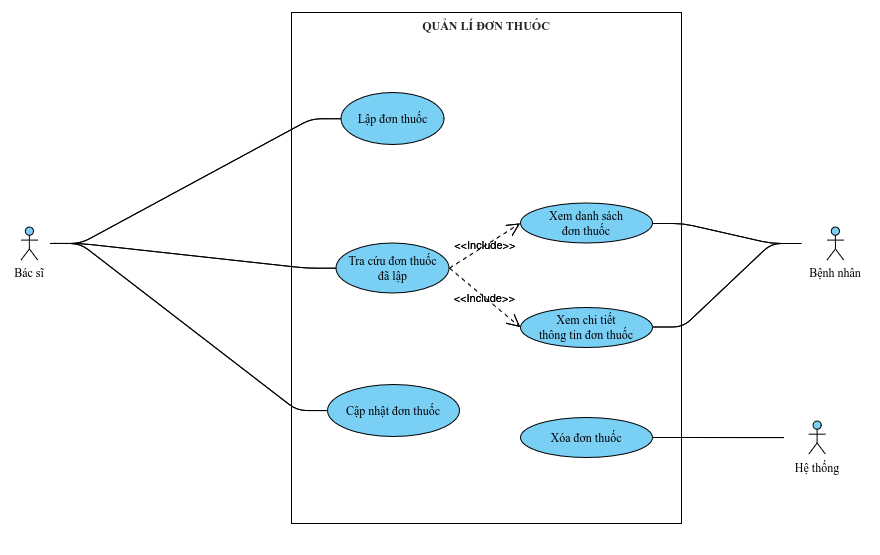 QUẢN LÍ ĐƠN THUỐC
Lập đơn thuốc
Xem danh sách
đơn thuốc
<<Include>>
Tra cứu đơn thuốc
đã lập
Bác sĩ
Bệnh nhân
<<Include>>
Xem chi tiết
thông tin đơn thuốc
Cập nhật đơn thuốc
Xóa đơn thuốc
Hệ thống